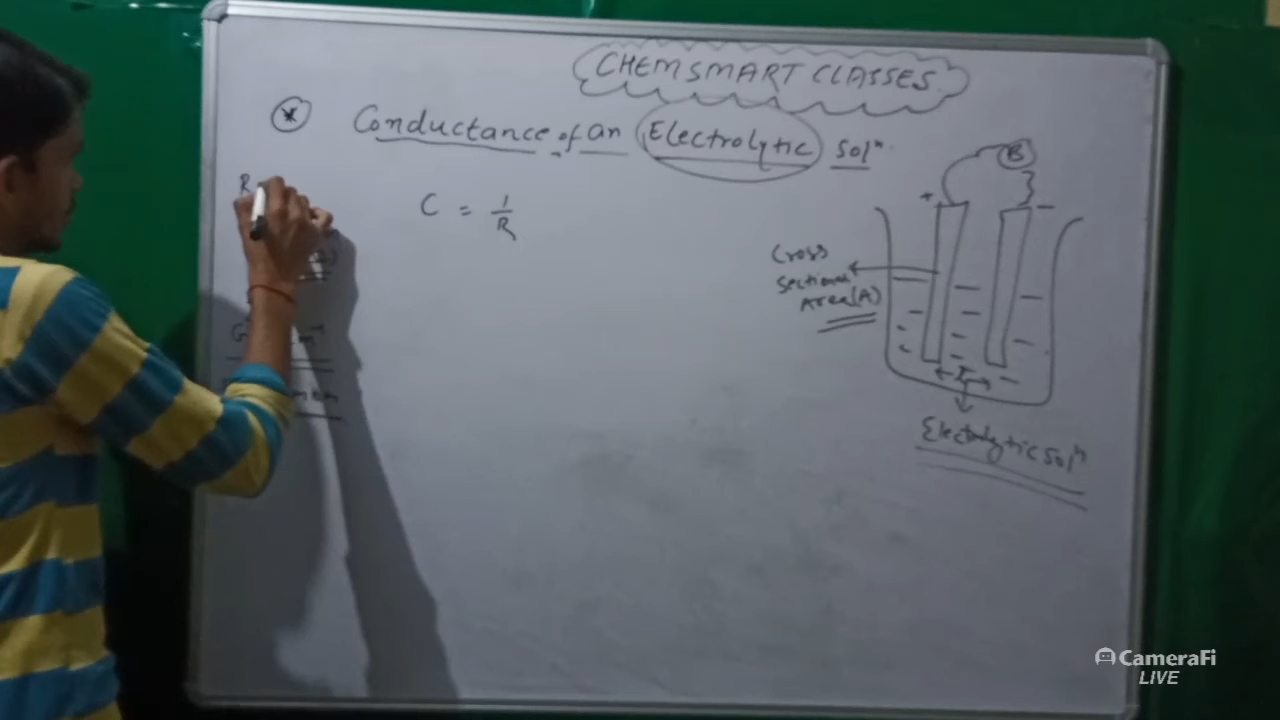 CHEMSMART CLASSES
Conductance of an Electrolytic Solⁿ.
B
+ −
R
C = 1/R
Cross
Sectional
Area(A)
Electrolytic Solⁿ
CameraFi
LIVE